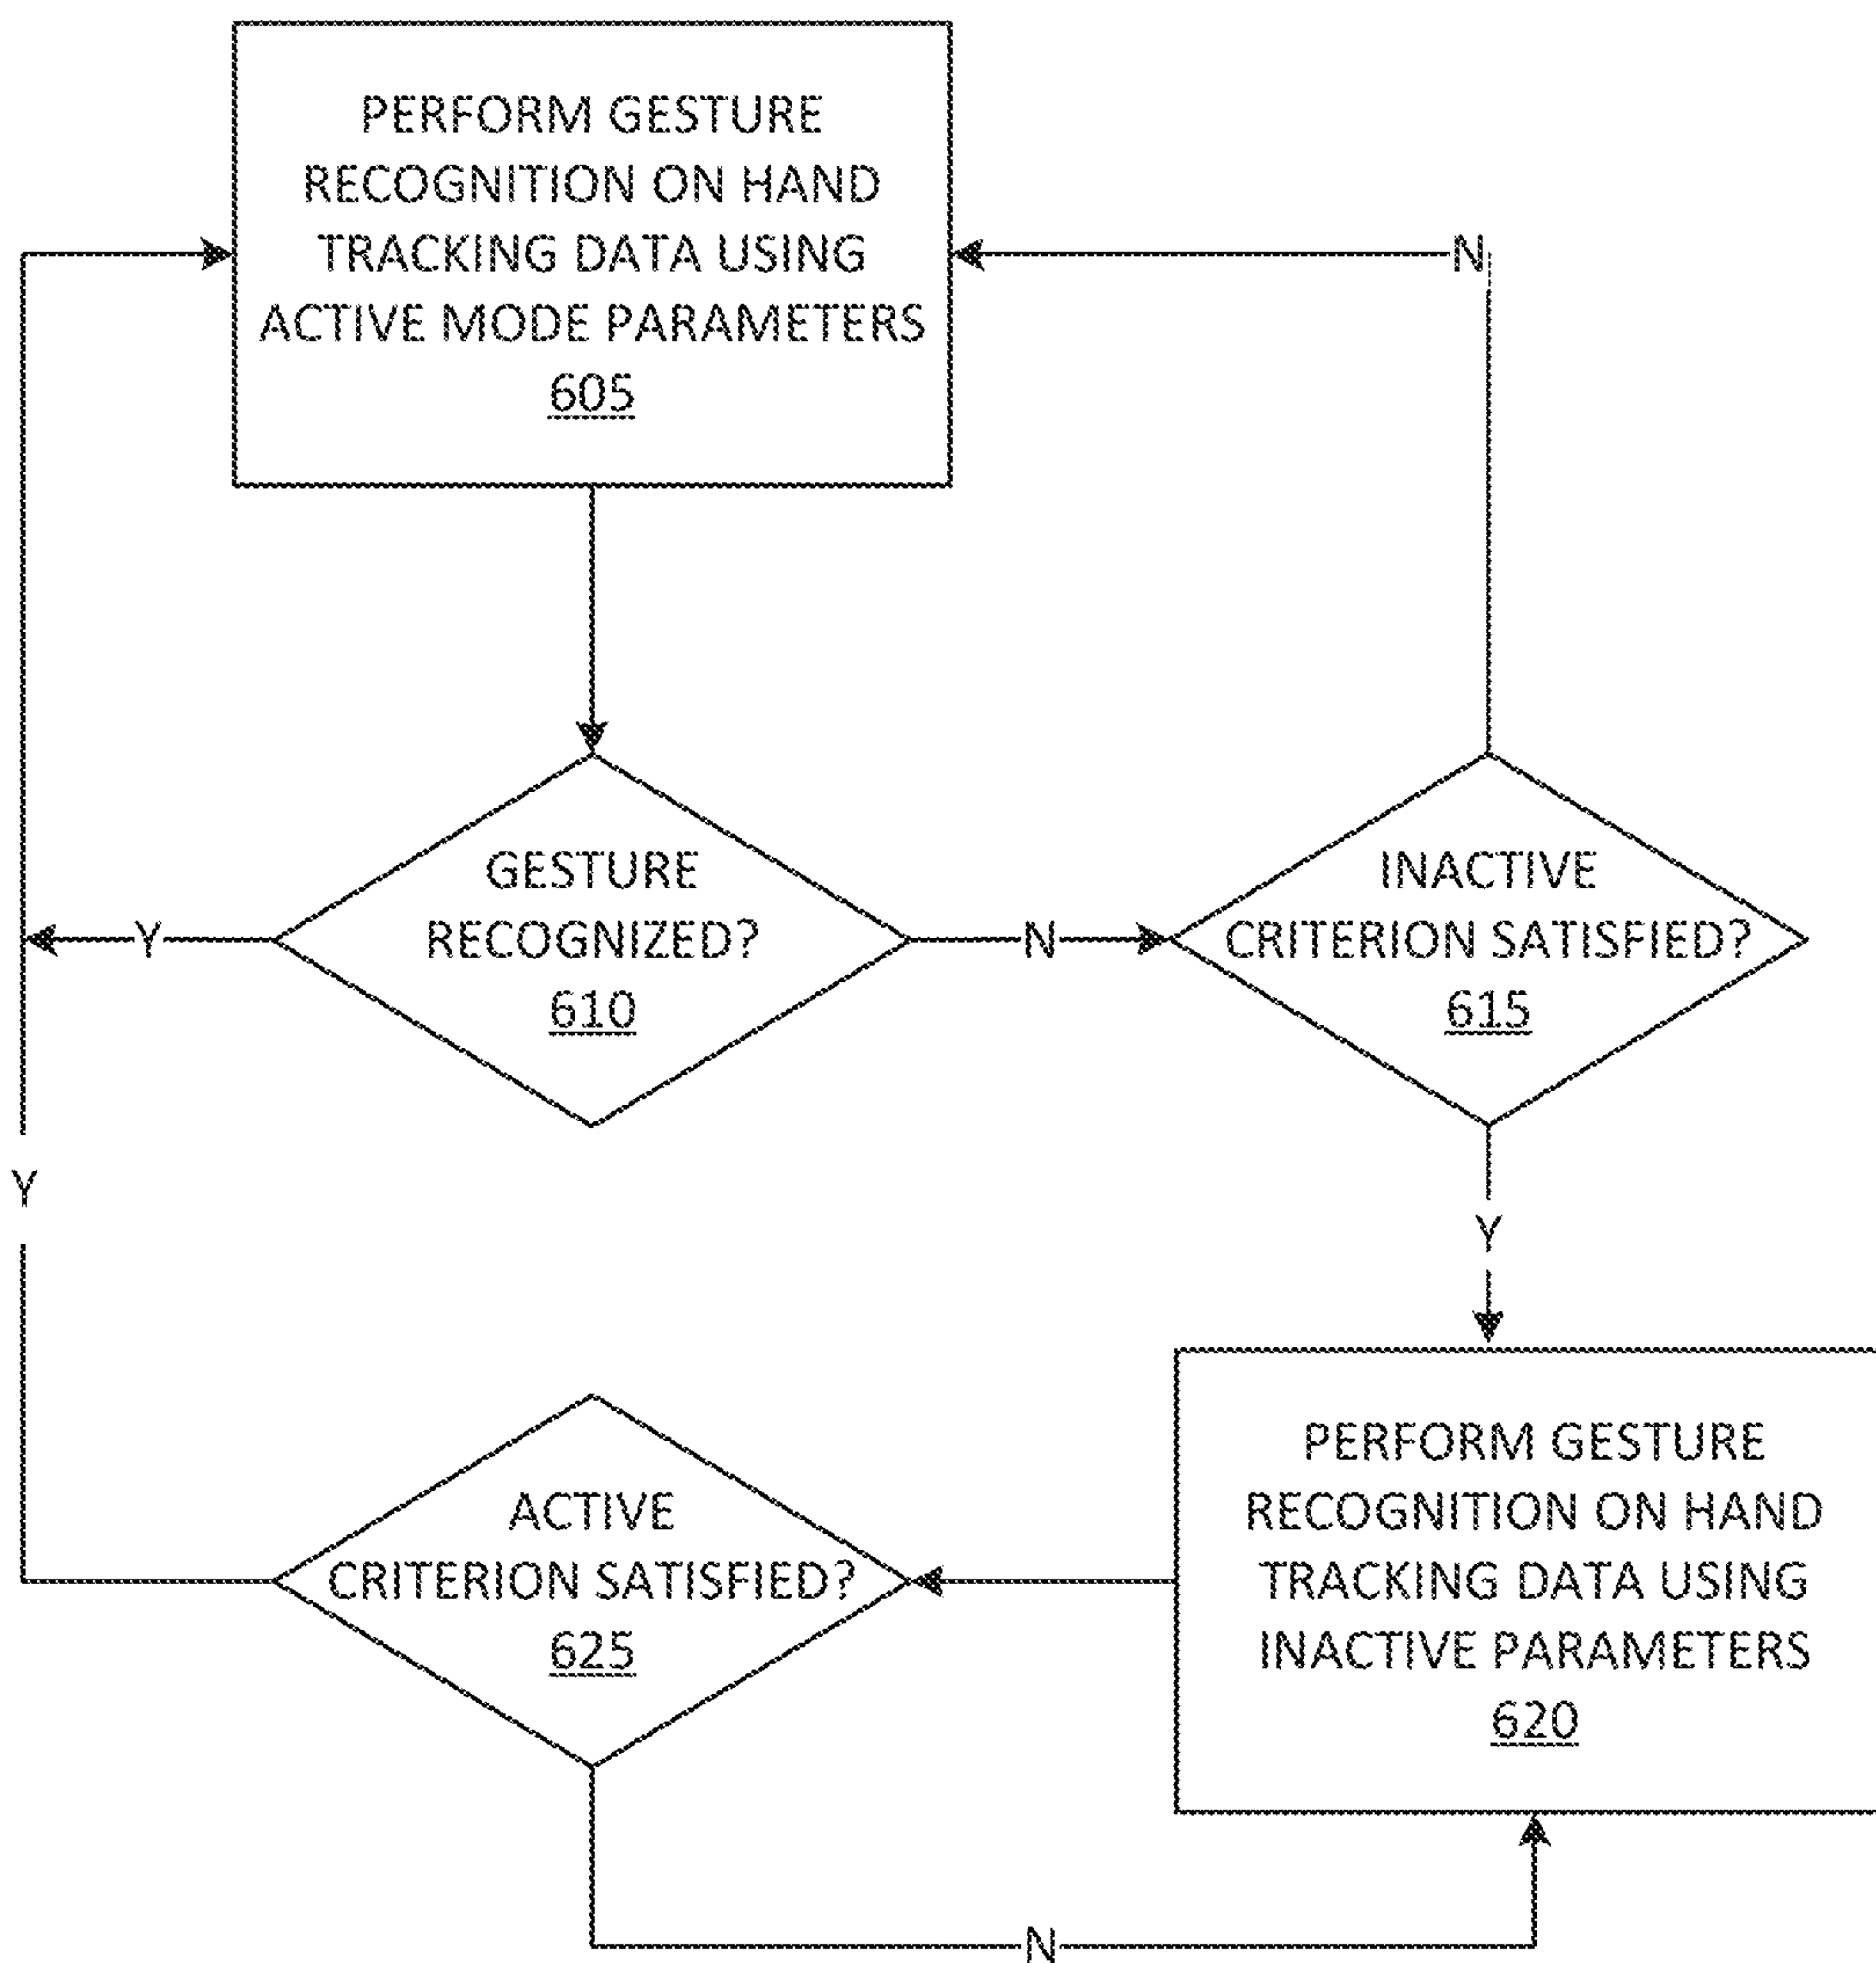 PERFORM GESTURE
RECOGNITION ON HAND
TRACKING DATA USING
ACTIVE MODE PARAMETERS
605
N
GESTURE
RECOGNIZED?
610
Y
N
INACTIVE
CRITERION SATISFIED?
615
Y
Y
PERFORM GESTURE
RECOGNITION ON HAND
TRACKING DATA USING
INACTIVE PARAMETERS
620
ACTIVE
CRITERION SATISFIED?
625
N